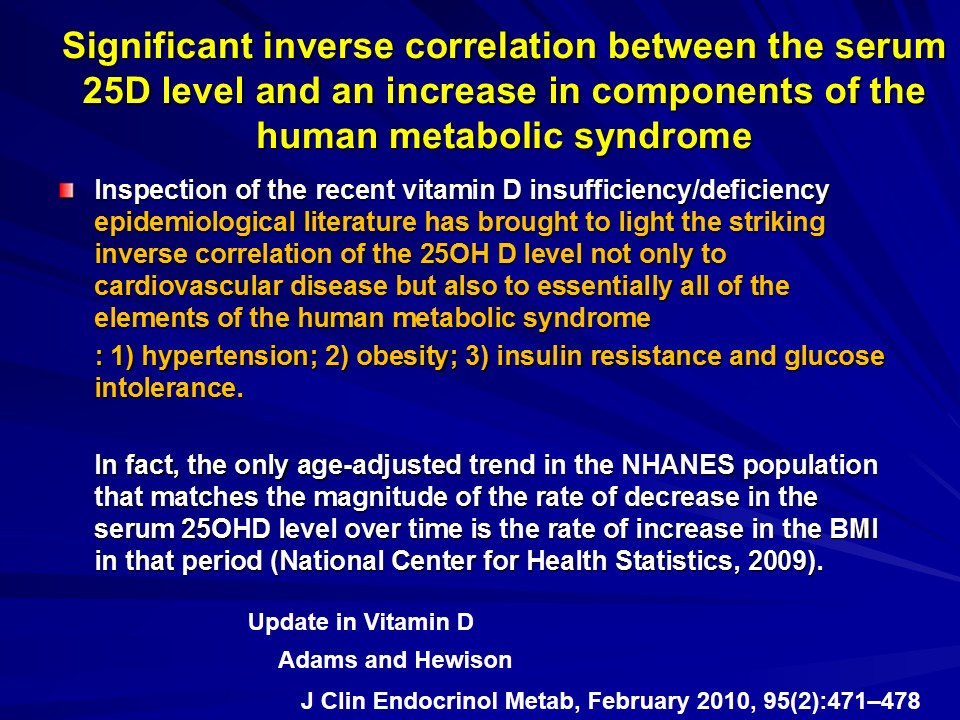 Significant inverse correlation between the serum
25D level and an increase in components of the
human metabolic syndrome
Inspection of the recent vitamin D insufficiency/deficiency
epidemiological literature has brought to light the striking
inverse correlation of the 25OH D level not only to
cardiovascular disease but also to essentially all of the
elements of the human metabolic syndrome
: 1) hypertension; 2) obesity; 3) insulin resistance and glucose
intolerance.
In fact, the only age-adjusted trend in the NHANES population
that matches the magnitude of the rate of decrease in the
serum 25OHD level over time is the rate of increase in the BMI
in that period (National Center for Health Statistics, 2009).
Update in Vitamin D
Adams and Hewison
J Clin Endocrinol Metab, February 2010, 95(2):471–478